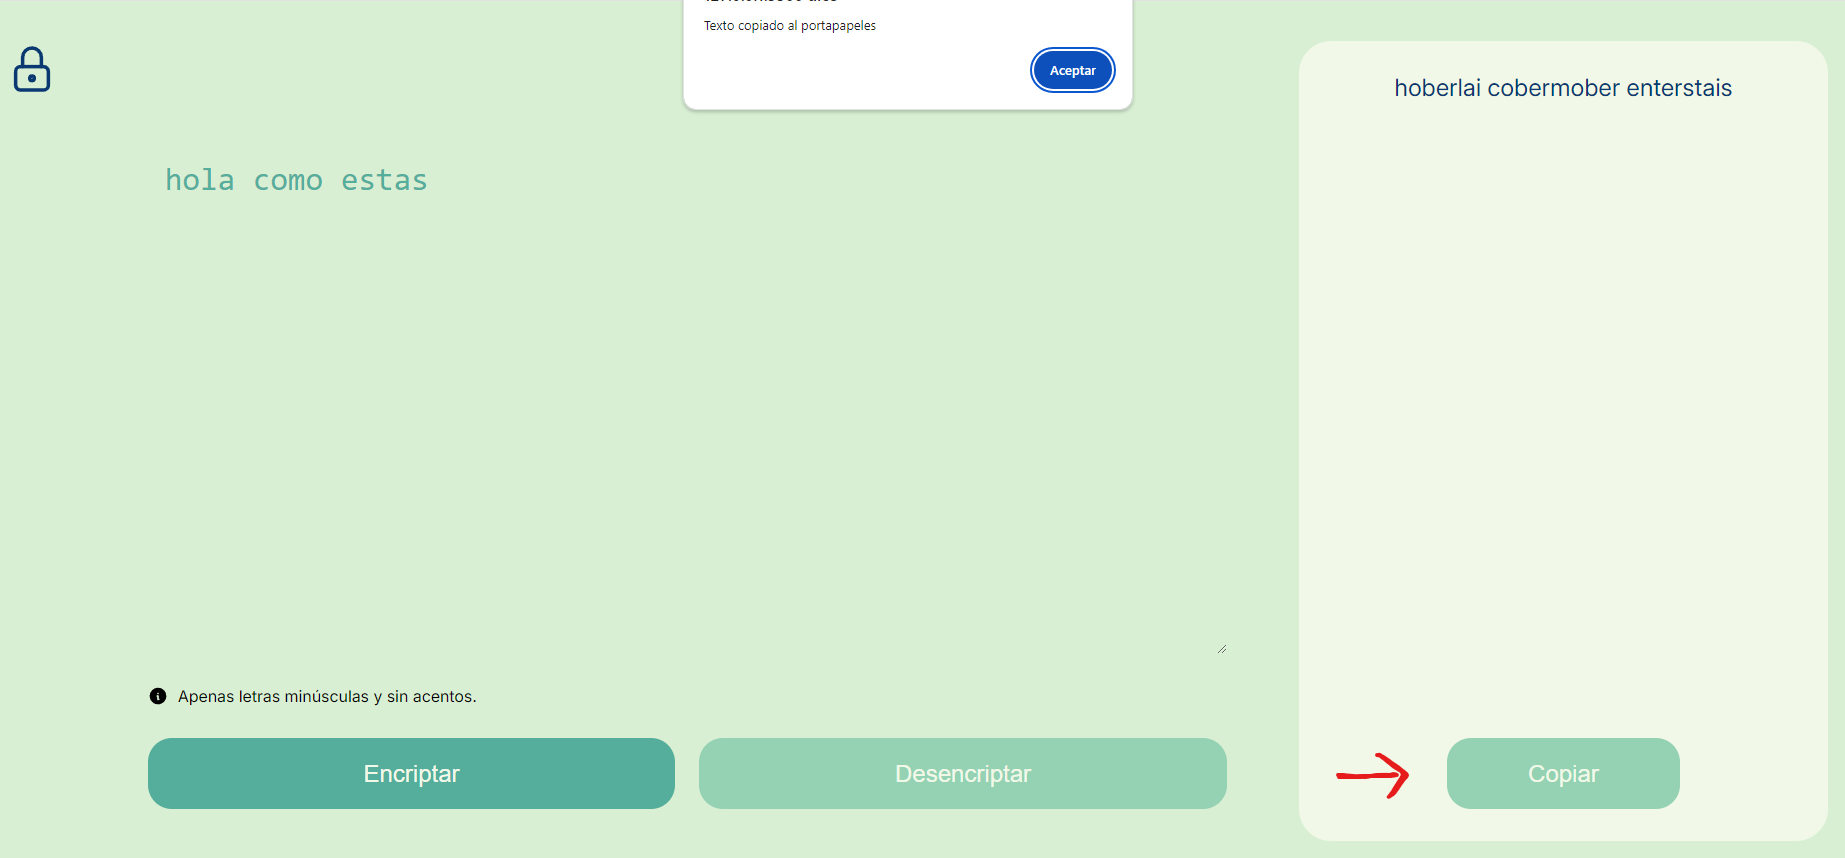 Texto copiado al portapapeles
Aceptar
hoberlai cobermober enterstais
hola como estas
Apenas letras minúsculas y sin acentos.
Encriptar
Desencriptar
Copiar